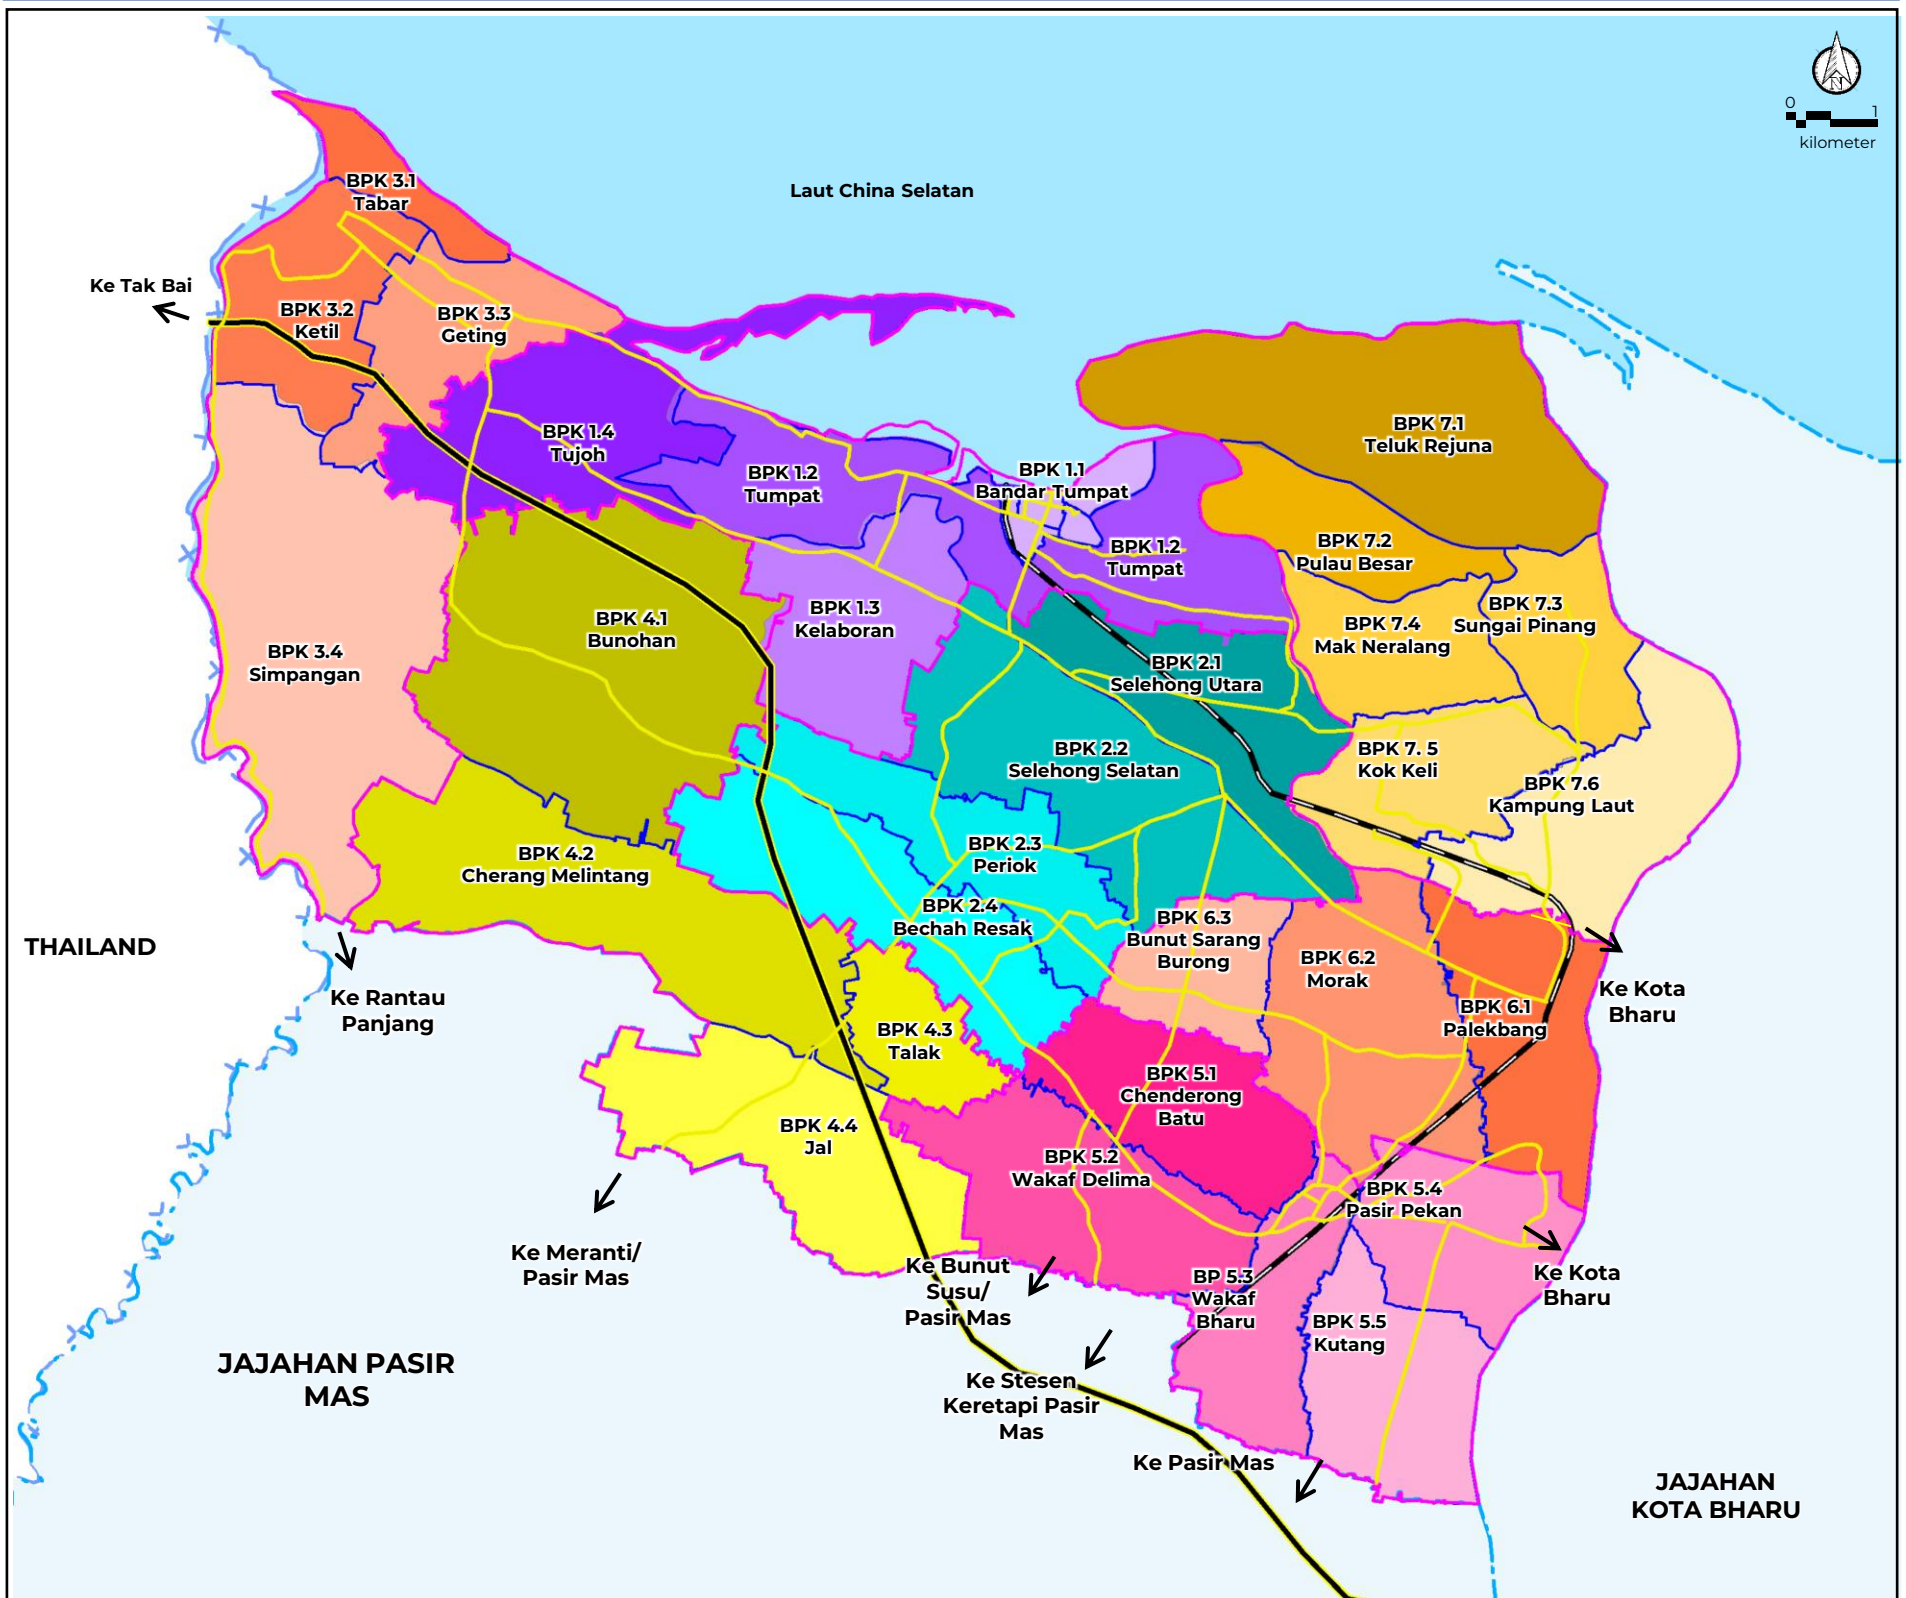 N
0 1
kilometer
Laut China Selatan
BPK 3.1
Tabar
Ke Tak Bai
BPK 3.2
Ketil
BPK 3.3
Geting
BPK 1.4
Tujoh
BPK 1.2
Tumpat
BPK 1.1
Bandar Tumpat
BPK 7.1
Teluk Rejuna
BPK 1.2
Tumpat
BPK 7.2
Pulau Besar
BPK 7.3
Sungai Pinang
BPK 7.4
Mak Neralang
BPK 1.3
Kelaboran
BPK 4.1
Bunohan
BPK 3.4
Simpangan
BPK 2.1
Selehong Utara
BPK 2.2
Selehong Selatan
BPK 7. 5
Kok Keli
BPK 7.6
Kampung Laut
BPK 4.2
Cherang Melintang
BPK 2.3
Periok
BPK 2.4
Bechah Resak
BPK 6.3
Bunut Sarang
Burong
BPK 6.2
Morak
BPK 6.1
Palekbang
Ke Kota
Bharu
THAILAND
Ke Rantau
Panjang
BPK 4.3
Talak
BPK 5.1
Chenderong
Batu
BPK 4.4
Jal
BPK 5.2
Wakaf Delima
BPK 5.4
Pasir Pekan
Ke Meranti/
Pasir Mas
Ke Bunut
Susu/
Pasir Mas
BP 5.3
Wakaf
Bharu
Ke Kota
Bharu
BPK 5.5
Kutang
JAJAHAN PASIR
MAS
Ke Stesen
Keretapi Pasir
Mas
Ke Pasir Mas
JAJAHAN
KOTA BHARU